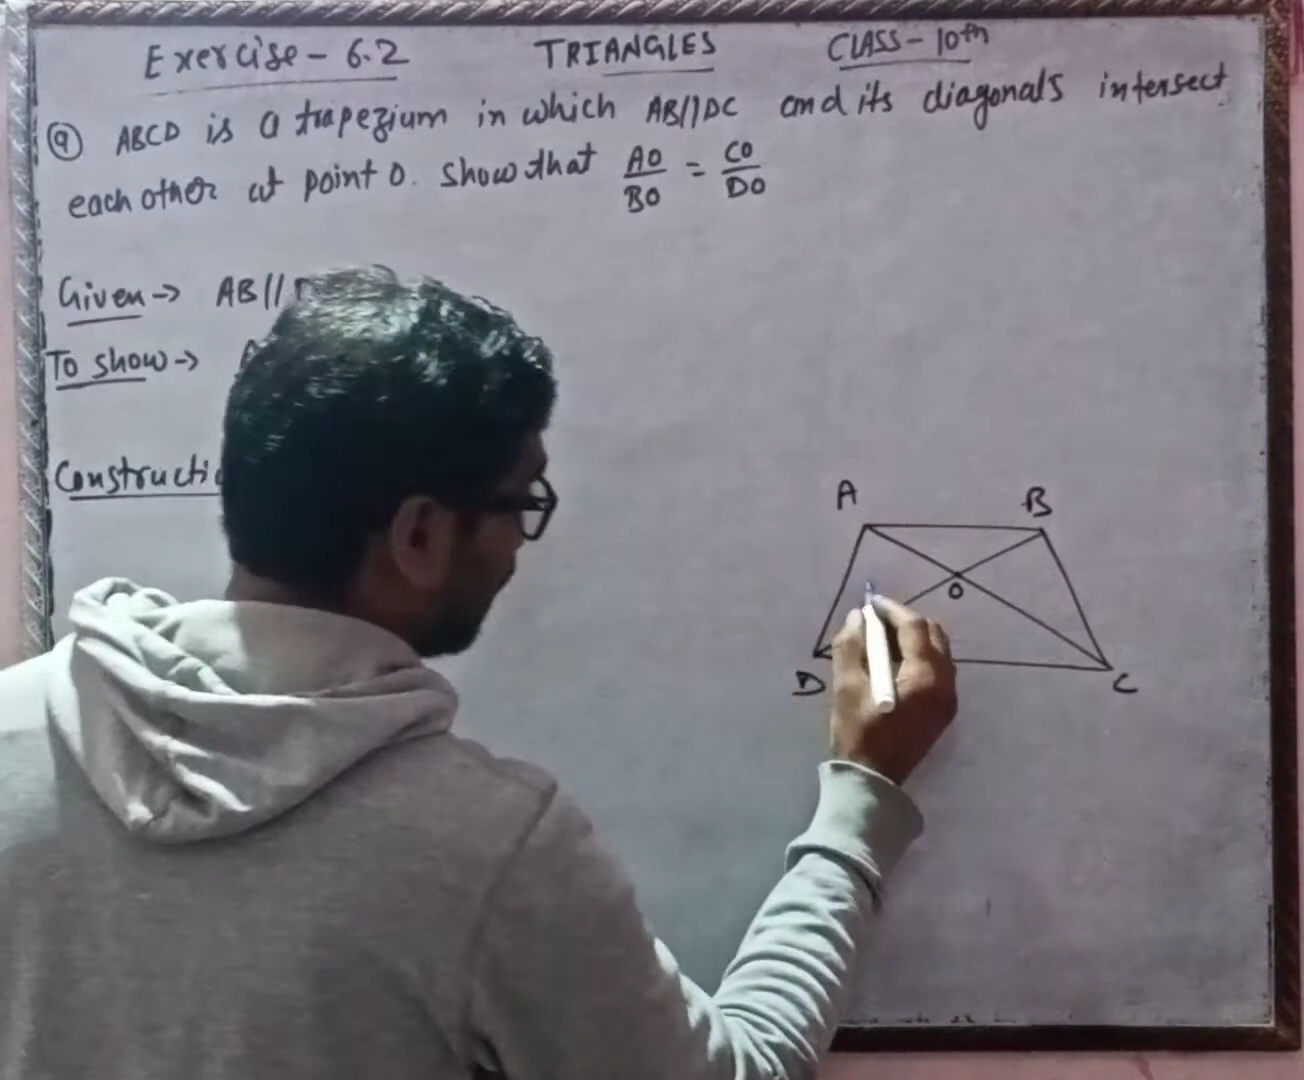 Exercise - 6.2 TRIANGLES CLASS - 10th
9 ABCD is a trapezium in which AB//DC and its diagonals intersect
each other at point O. show that AO/BO = CO/DO
Given → AB//
To show →
Constructi
A B
O
D C